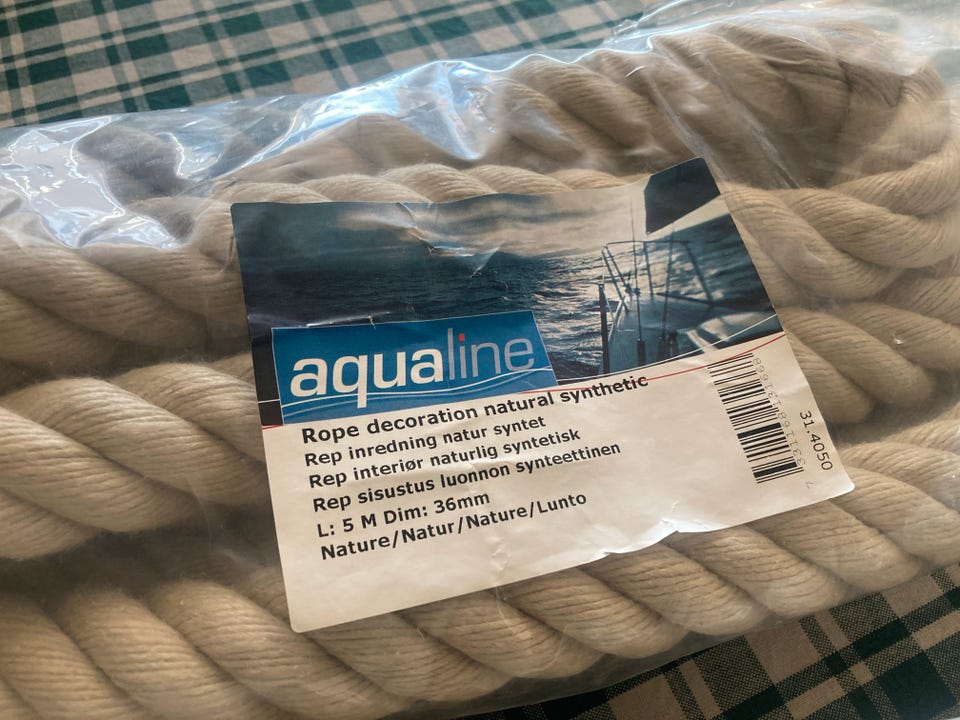 aqualine
Rope decoration natural synthetic
Rep inredning natur syntet
Rep interiør naturlig syntetisk
Rep sisustus luonnon synteettinen
L: 5 M Dim: 36mm
Nature/Natur/Nature/Lunto
31.4050